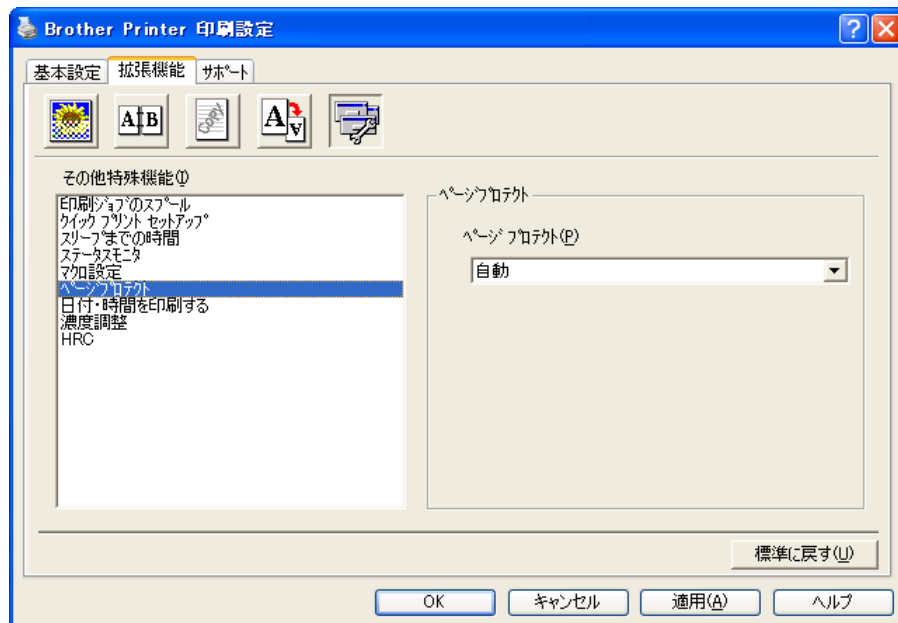 Brother Printer 印刷設定
基本設定 拡張機能 ｻﾎﾟｰﾄ
A B
A A
その他特殊機能(I)
印刷ｼﾞｮﾌﾞのｽﾌﾟｰﾙ
ｸｲｯｸ ﾌﾟﾘﾝﾄ ｾｯﾄｱｯﾌﾟ
ｽﾘｰﾌﾟまでの時間
ｽﾃｰﾀｽﾓﾆﾀ
ﾏｸﾛ設定
ﾍﾟｰｼﾞﾌﾟﾛﾃｸﾄ
日付･時間を印刷する
濃度調整
HRC
ﾍﾟｰｼﾞﾌﾟﾛﾃｸﾄ
ﾍﾟｰｼﾞ ﾌﾟﾛﾃｸﾄ(P)
自動
標準に戻す(U)
OK キャンセル 適用(A) ヘルプ